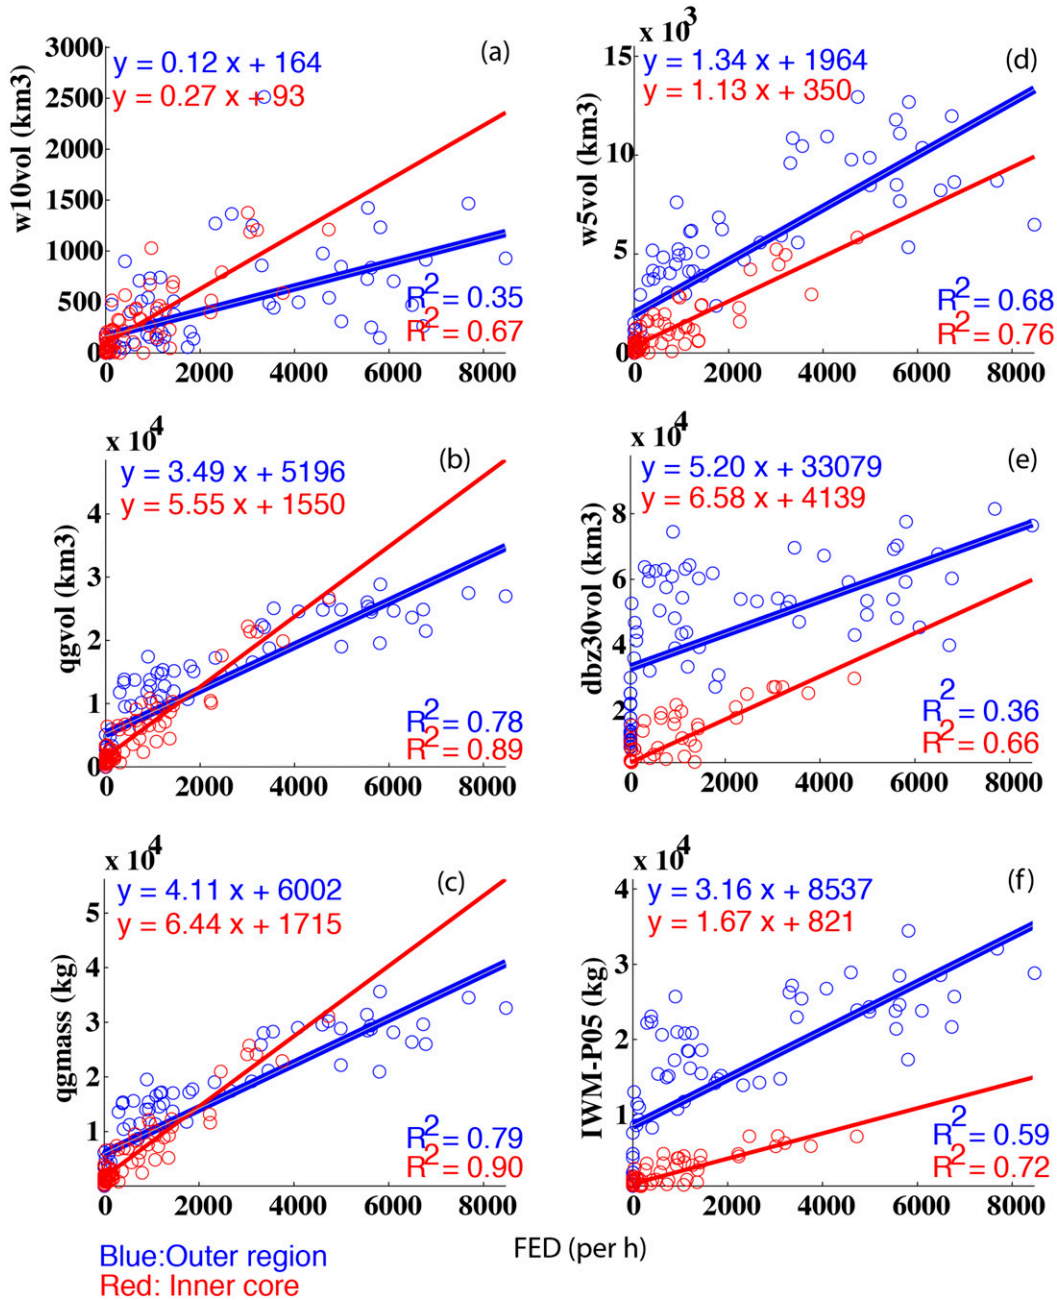 (a)
y = 0.12 x + 164
y = 0.27 x + 93
R2 = 0.35
R2 = 0.67
w10vol (km3)
3000
2500
2000
1500
1000
500
0
0 2000 4000 6000 8000
x 10^3
(d)
y = 1.34 x + 1964
y = 1.13 x + 350
R2 = 0.68
R2 = 0.76
w5vol (km3)
15
10
5
0
0 2000 4000 6000 8000
x 10^4
(b)
y = 3.49 x + 5196
y = 5.55 x + 1550
R2 = 0.78
R2 = 0.89
qgvol (km3)
4
3
2
1
0
0 2000 4000 6000 8000
x 10^4
(e)
y = 5.20 x + 33079
y = 6.58 x + 4139
R2 = 0.36
R2 = 0.66
dbz30vol (km3)
8
6
4
2
0 2000 4000 6000 8000
x 10^4
(c)
y = 4.11 x + 6002
y = 6.44 x + 1715
R2 = 0.79
R2 = 0.90
qgmass (kg)
5
4
3
2
1
0 2000 4000 6000 8000
x 10^4
(f)
y = 3.16 x + 8537
y = 1.67 x + 821
R2 = 0.59
R2 = 0.72
IWM-P05 (kg)
4
3
2
1
0 2000 4000 6000 8000
FED (per h)
Blue:Outer region
Red: Inner core